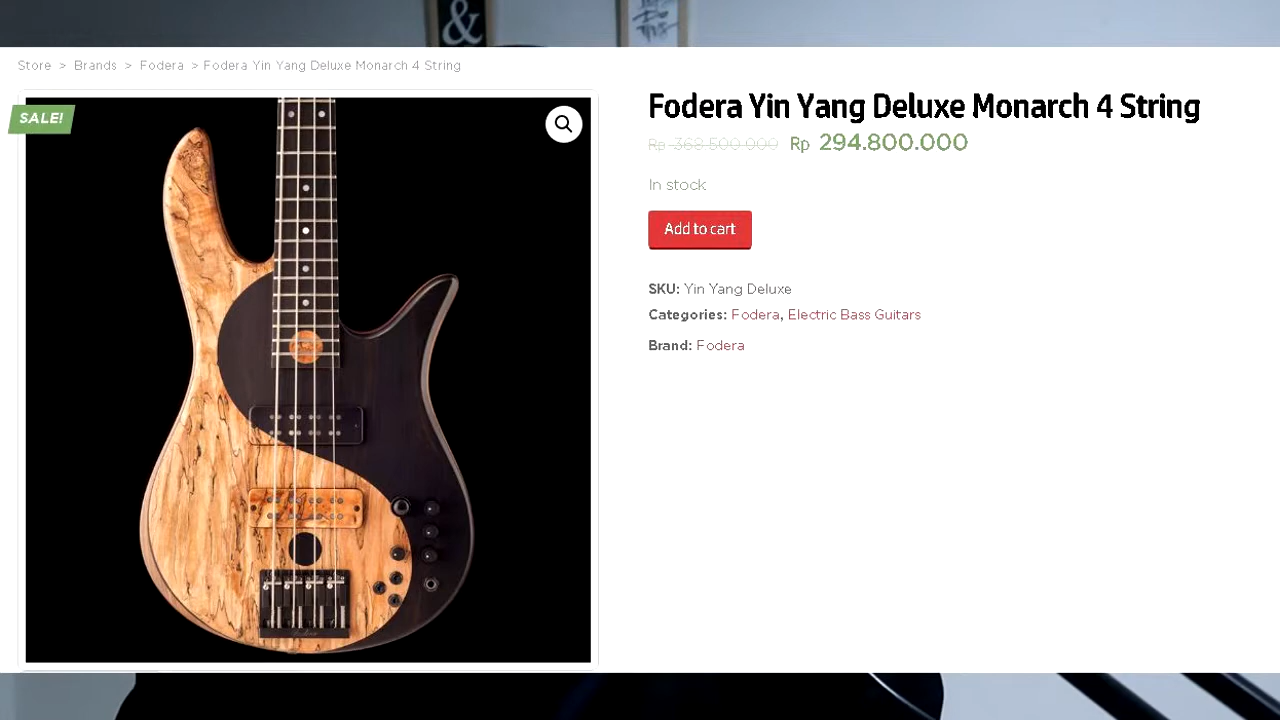 &
Store > Brands > Fodera > Fodera Yin Yang Deluxe Monarch 4 String
SALE!
Fodera Yin Yang Deluxe Monarch 4 String
Rp 368.500.000 Rp 294.800.000
In stock
Add to cart
SKU: Yin Yang Deluxe
Categories: Fodera, Electric Bass Guitars
Brand: Fodera